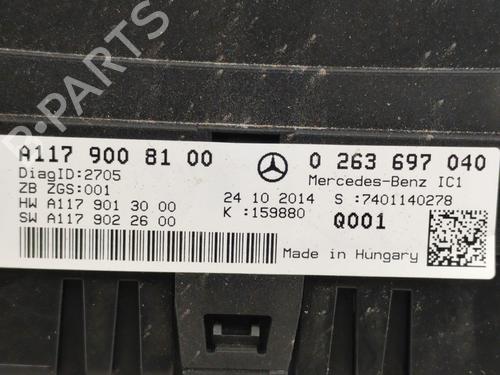 B-PARTS
A117 900 81 00
0 263 697 040
DiagID:2705
Mercedes-Benz IC1
ZB ZGS:001
24 10 2014 S :7401140278
HW A117 901 30 00
K :159880
Q001
SW A117 902 26 00
Made in Hungary